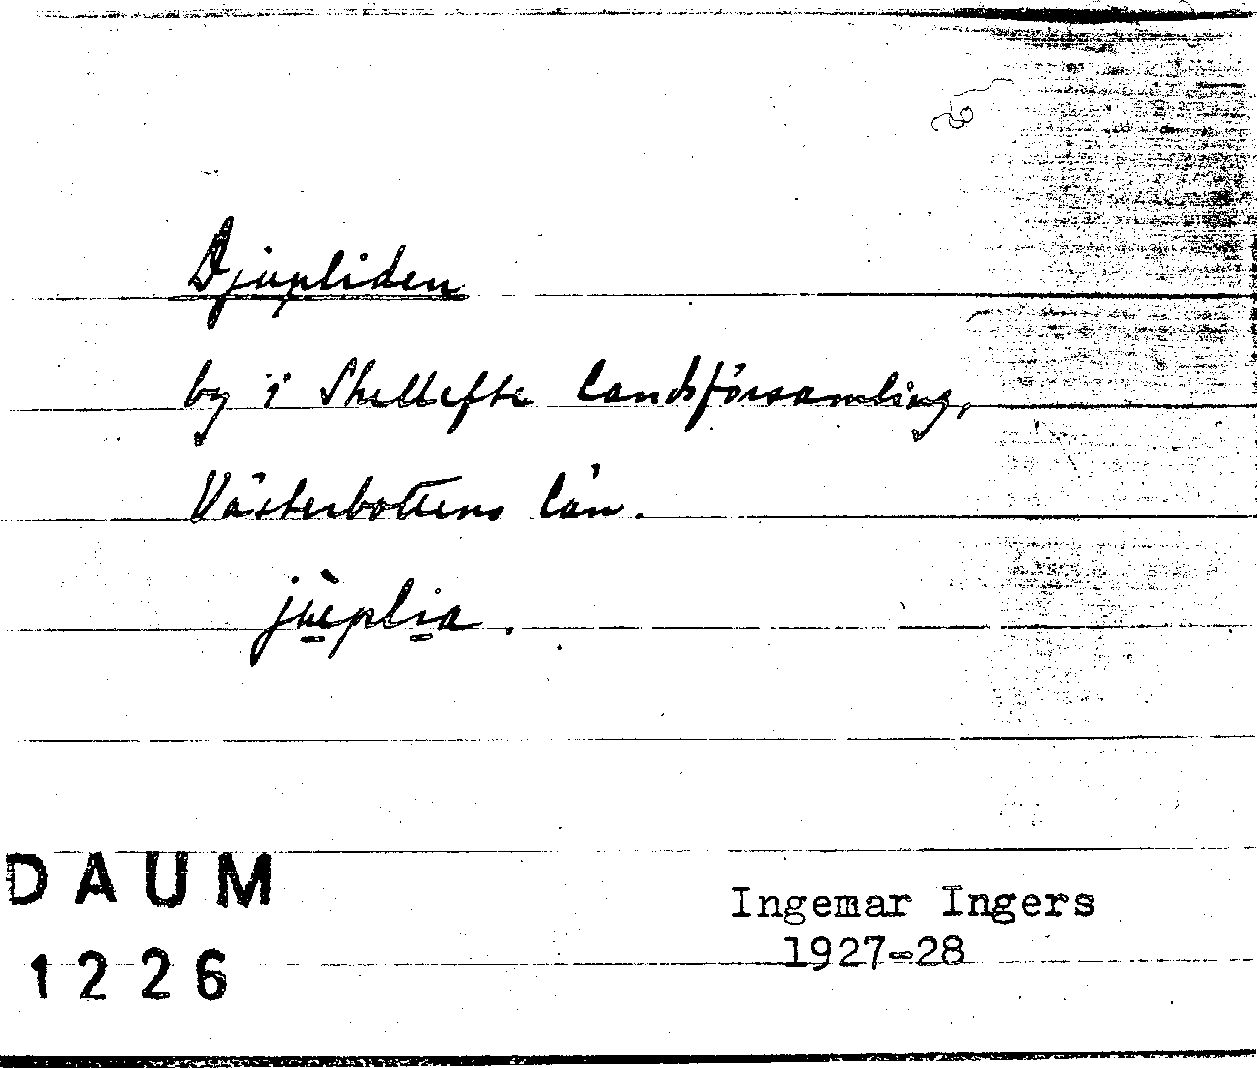 Djupliden
by i Skellefte landsförsamling,
Västerbottens län.
jùplia.
DAUM
1226
Ingemar Ingers
1927-28